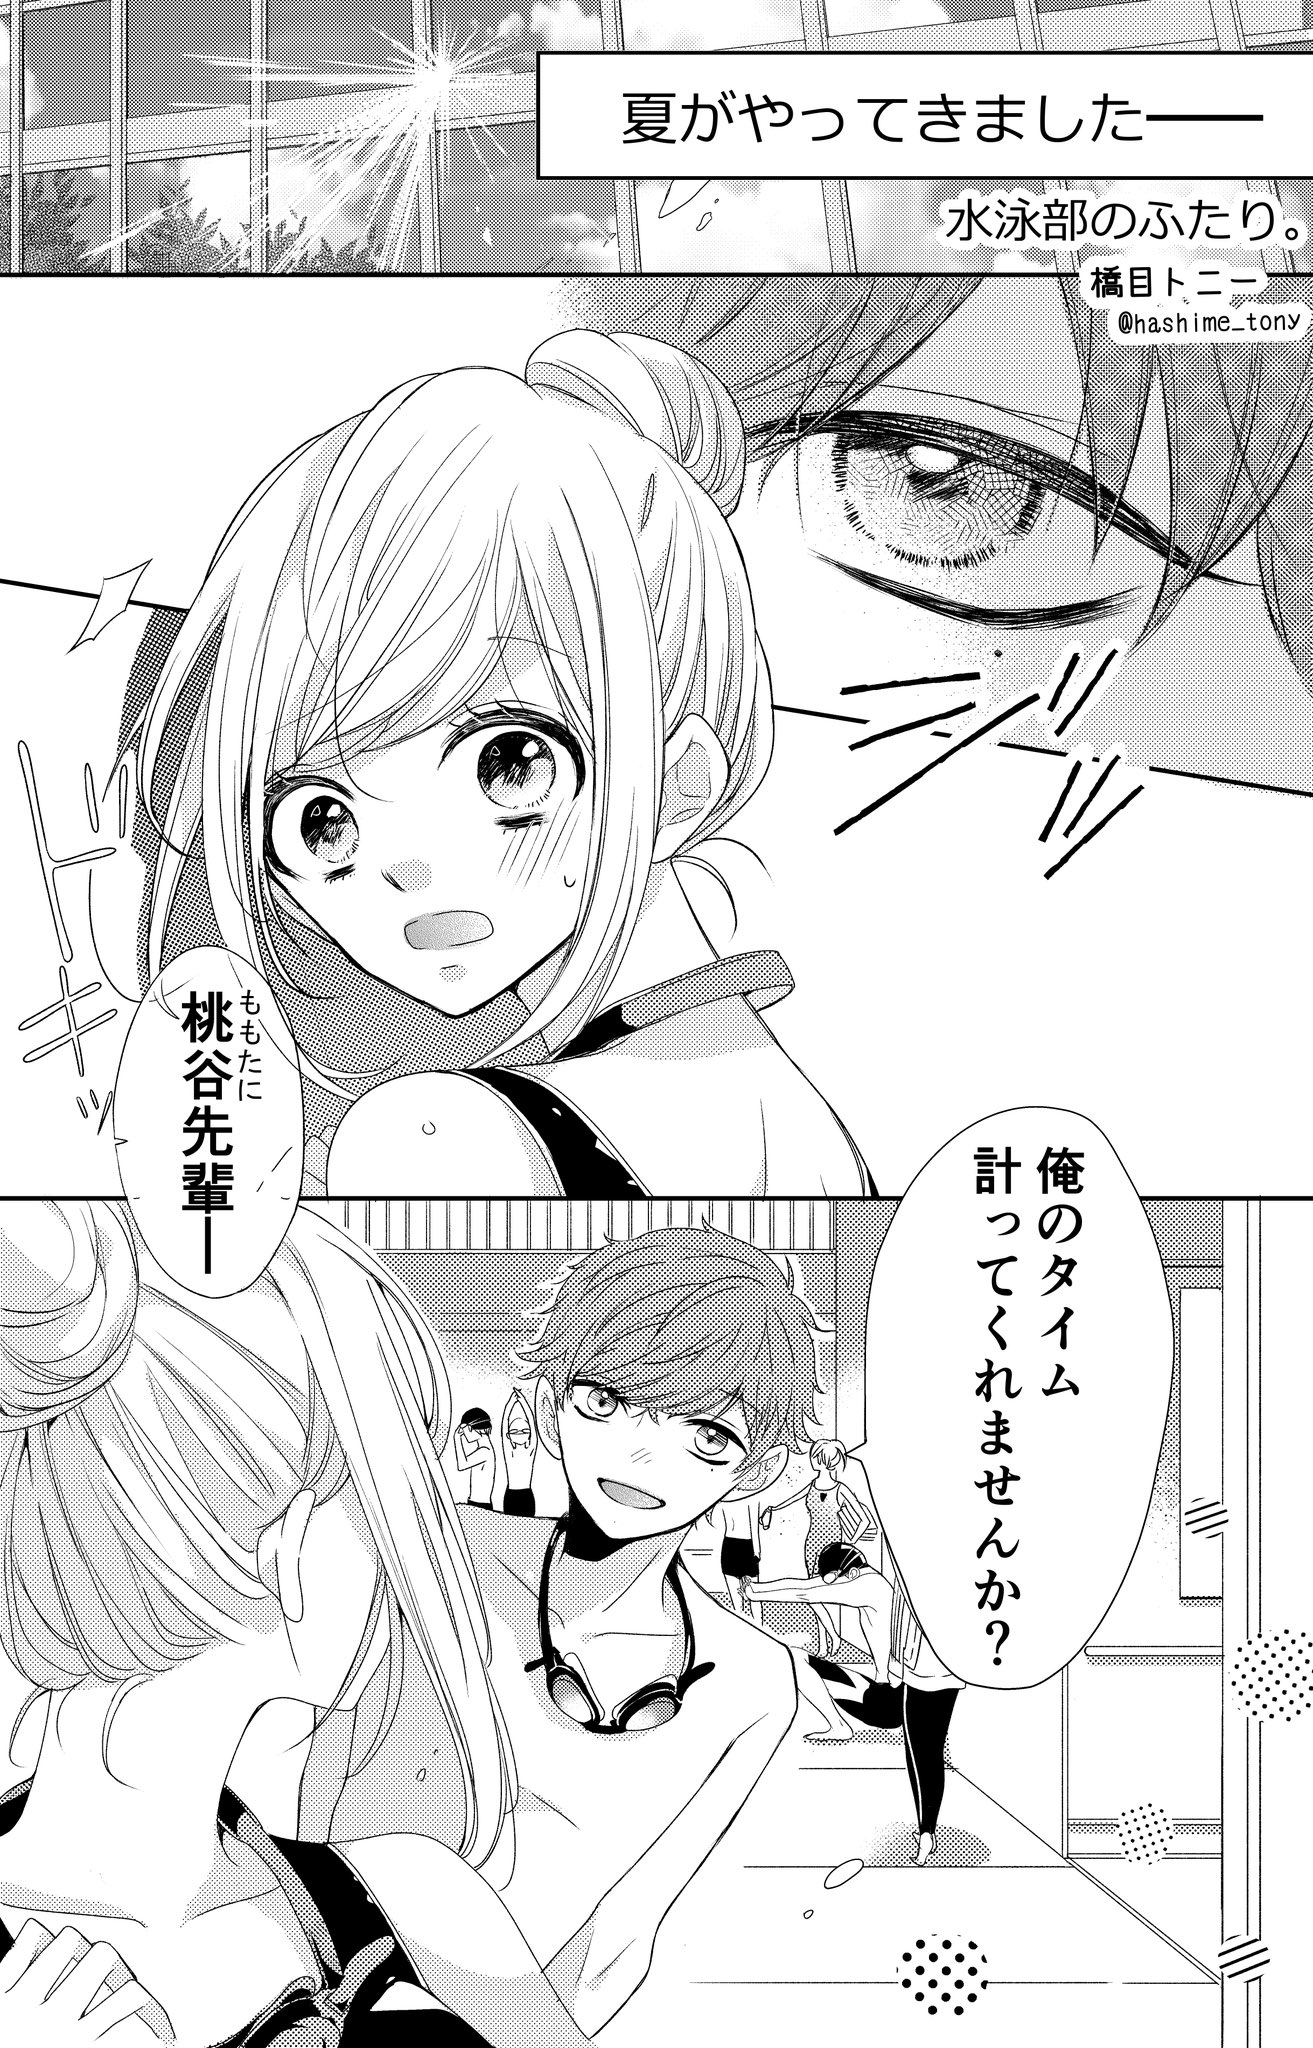 夏がやってきました――
水泳部のふたり。
橋目トニー
@hashime_tony
ジッ
ドキッ
ももたに
桃谷先輩―
俺のタイム
計ってくれませんか？